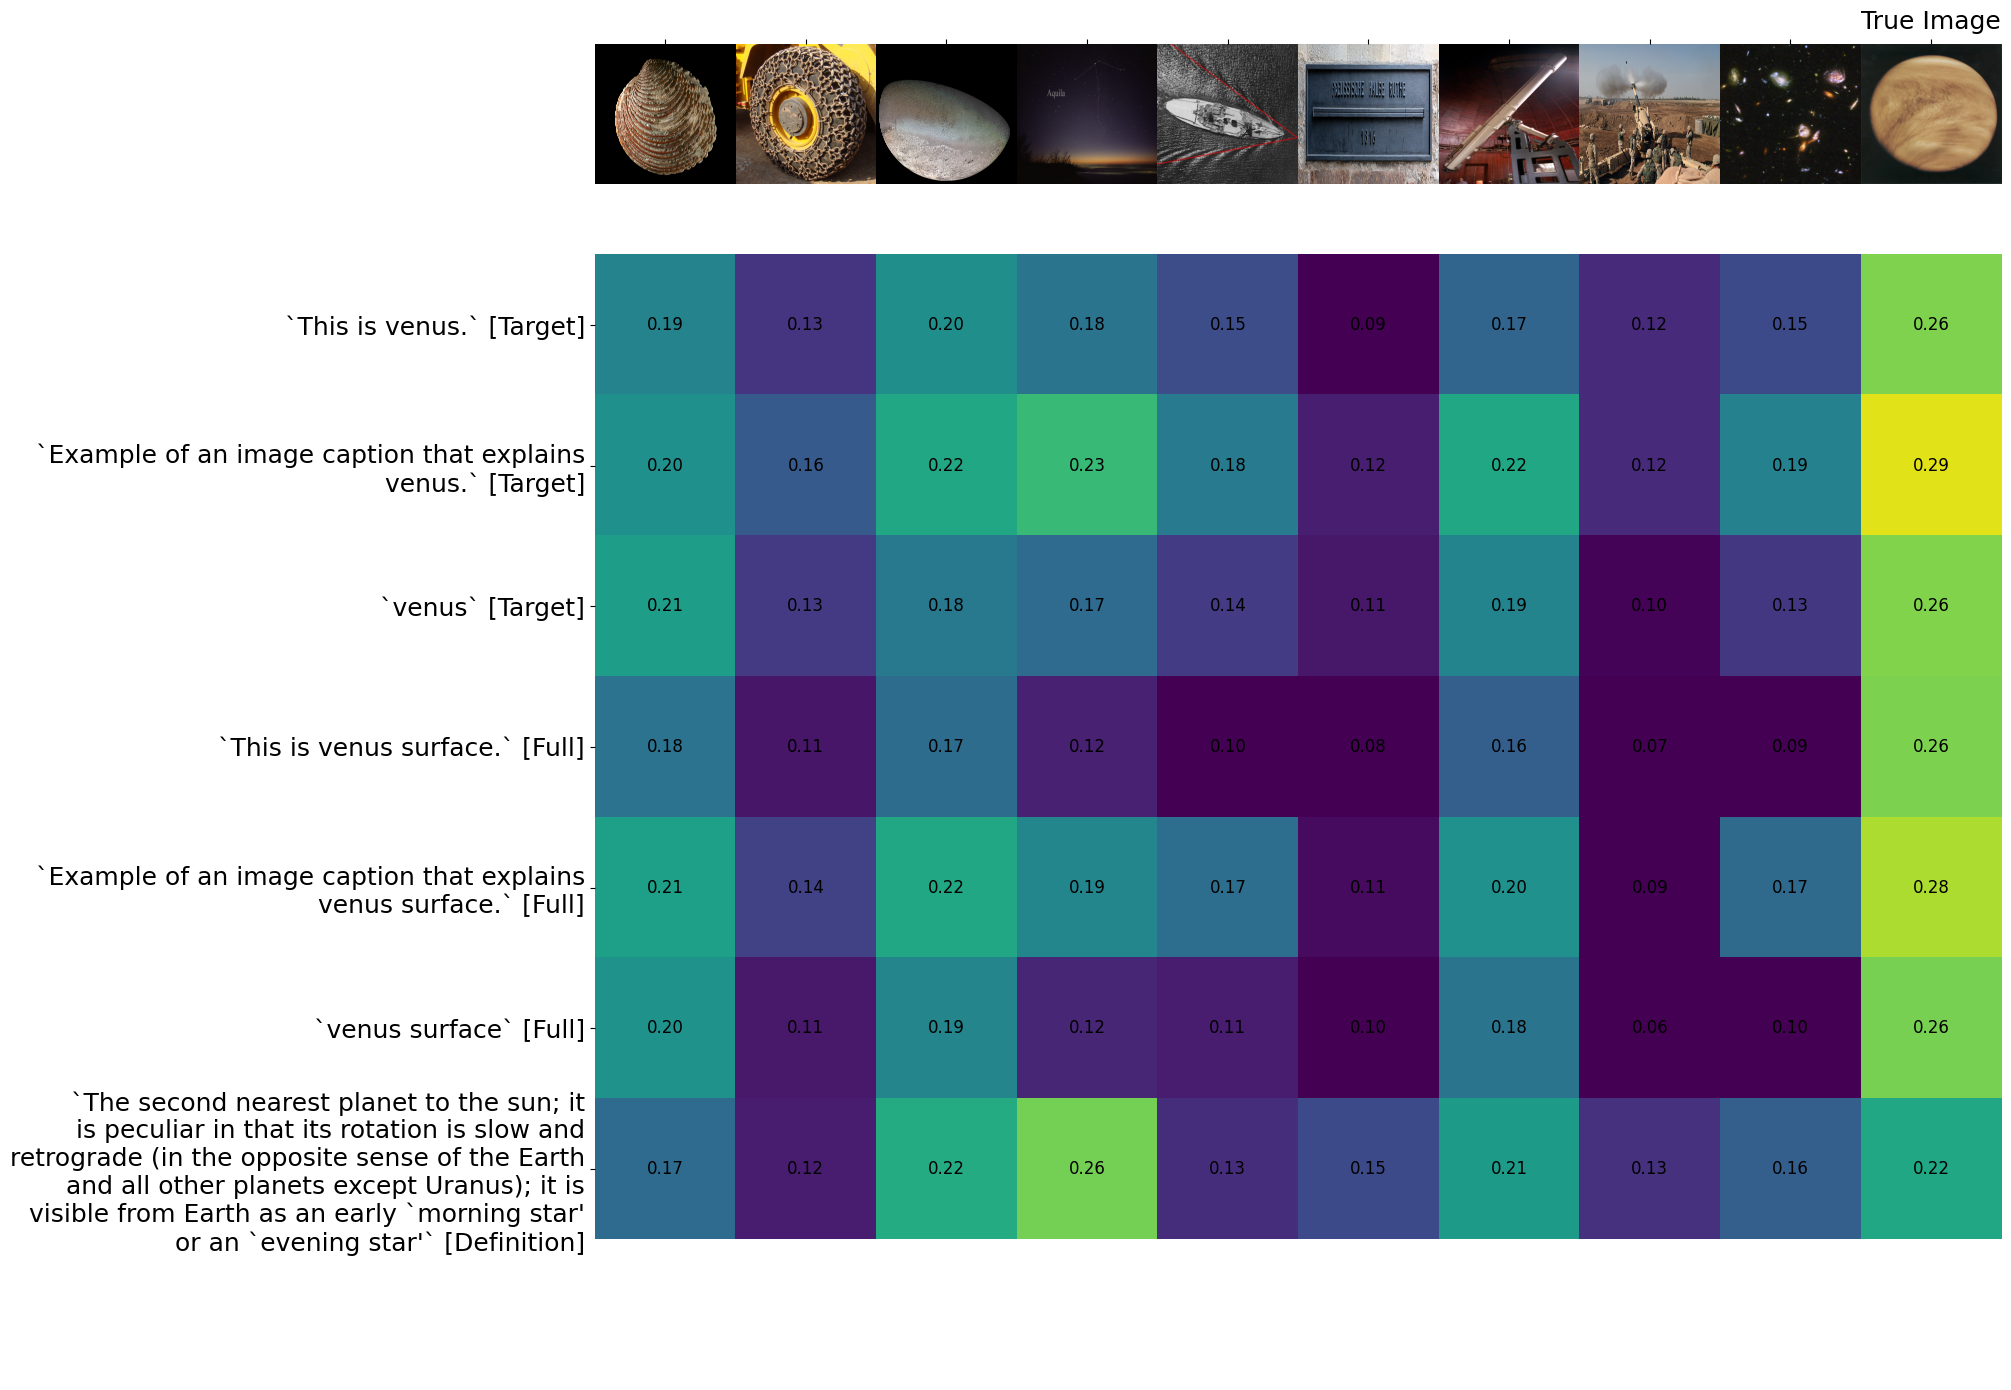 True Image
Aquila
1516
`This is venus.` [Target]
0.19 0.13 0.20 0.18 0.15 0.09 0.17 0.12 0.15 0.26
`Example of an image caption that explains
venus.` [Target]
0.20 0.16 0.22 0.23 0.18 0.12 0.22 0.12 0.19 0.29
`venus` [Target]
0.21 0.13 0.18 0.17 0.14 0.11 0.19 0.10 0.13 0.26
`This is venus surface.` [Full]
0.18 0.11 0.17 0.12 0.10 0.08 0.16 0.07 0.09 0.26
`Example of an image caption that explains
venus surface.` [Full]
0.21 0.14 0.22 0.19 0.17 0.11 0.20 0.09 0.17 0.28
`venus surface` [Full]
0.20 0.11 0.19 0.12 0.11 0.10 0.18 0.06 0.10 0.26
`The second nearest planet to the sun; it
is peculiar in that its rotation is slow and
retrograde (in the opposite sense of the Earth
and all other planets except Uranus); it is
visible from Earth as an early `morning star'
or an `evening star'` [Definition]
0.17 0.12 0.22 0.26 0.13 0.15 0.21 0.13 0.16 0.22